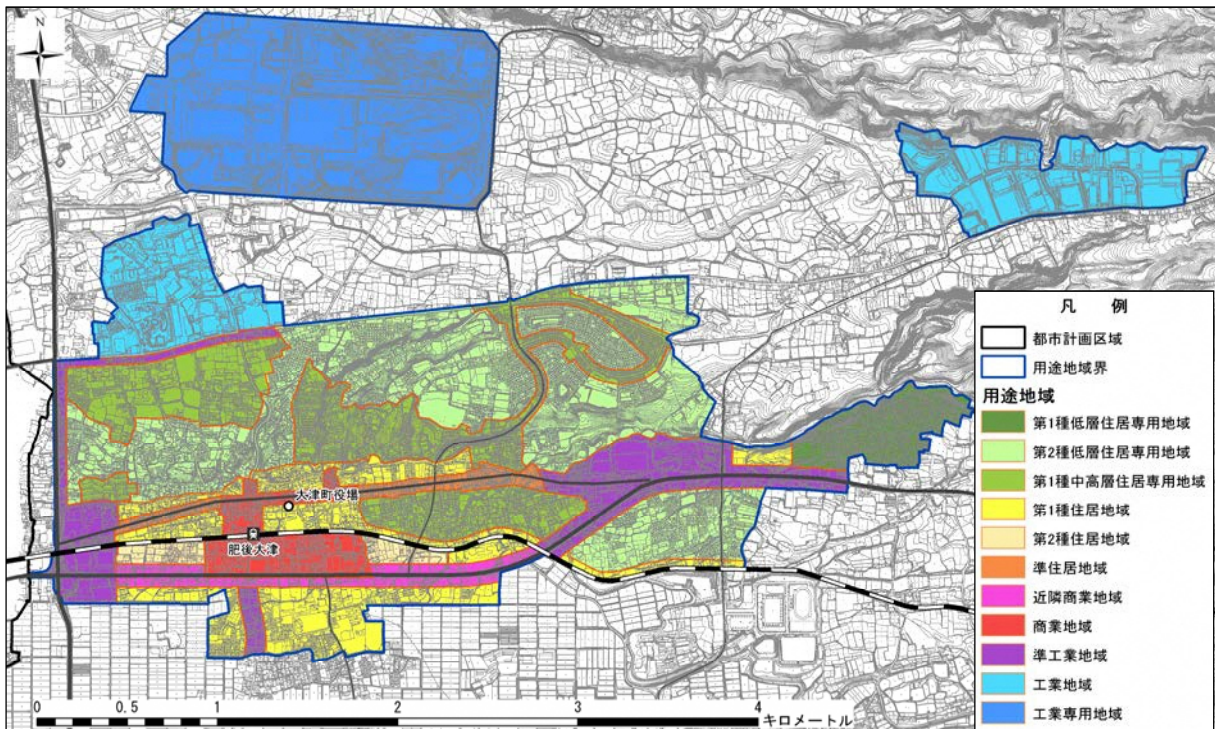 N
大津町役場
肥後大津
0 0.5 1 2 3 4
キロメートル
凡 例
都市計画区域
用途地域界
用途地域
第1種低層住居専用地域
第2種低層住居専用地域
第1種中高層住居専用地域
第1種住居地域
第2種住居地域
準住居地域
近隣商業地域
商業地域
準工業地域
工業地域
工業専用地域